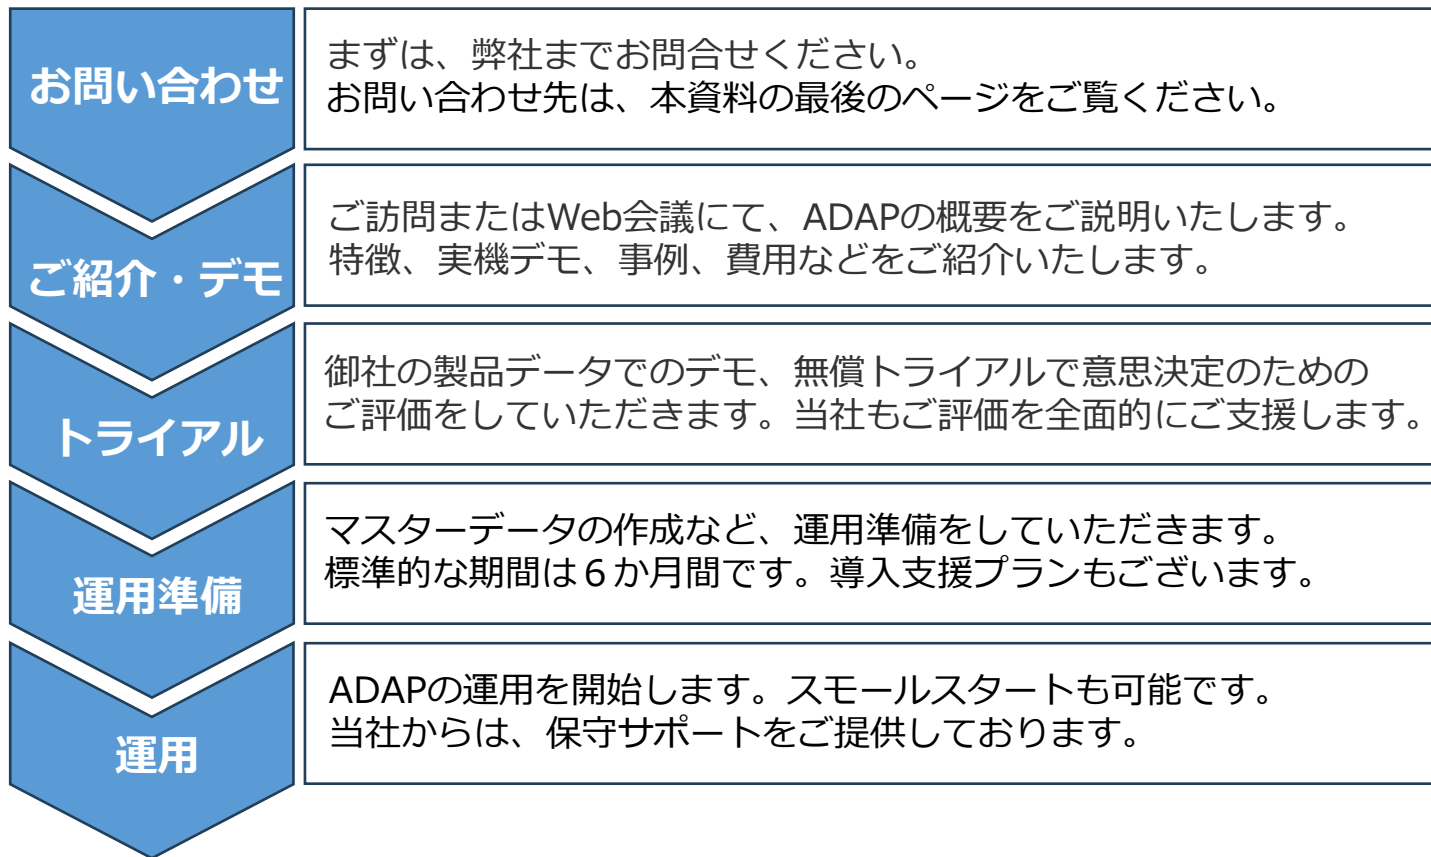 お問い合わせ
まずは、弊社までお問合せください。
お問い合わせ先は、本資料の最後のページをご覧ください。
ご紹介・デモ
ご訪問またはWeb会議にて、ADAPの概要をご説明いたします。
特徴、実機デモ、事例、費用などをご紹介いたします。
トライアル
御社の製品データでのデモ、無償トライアルで意思決定のための
ご評価をしていただきます。当社もご評価を全面的にご支援します。
運用準備
マスターデータの作成など、運用準備をしていただきます。
標準的な期間は６か月間です。導入支援プランもございます。
運用
ADAPの運用を開始します。スモールスタートも可能です。
当社からは、保守サポートをご提供しております。